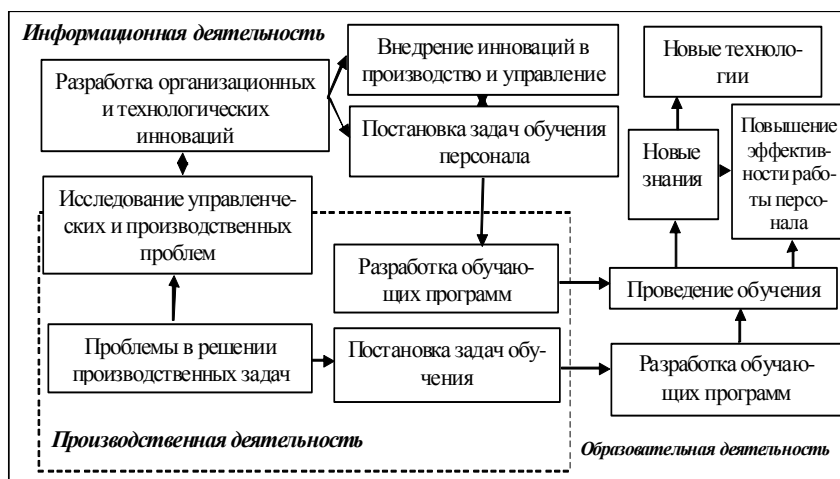 Информационная деятельность
Разработка организационных
и технологических
инноваций
Внедрение инноваций в
производство и управление
Постановка задач обучения
персонала
Новые техноло-
гии
Новые
знания
Повышение
эффектив-
ности рабо-
ты персо-
нала
Исследование управленче-
ских и производственных
проблем
Разработка обучаю-
щих программ
Проведение обучения
Проблемы в решении
производственных задач
Постановка задач обу-
чения
Разработка обучаю-
щих программ
Производственная деятельность
Образовательная деятельность